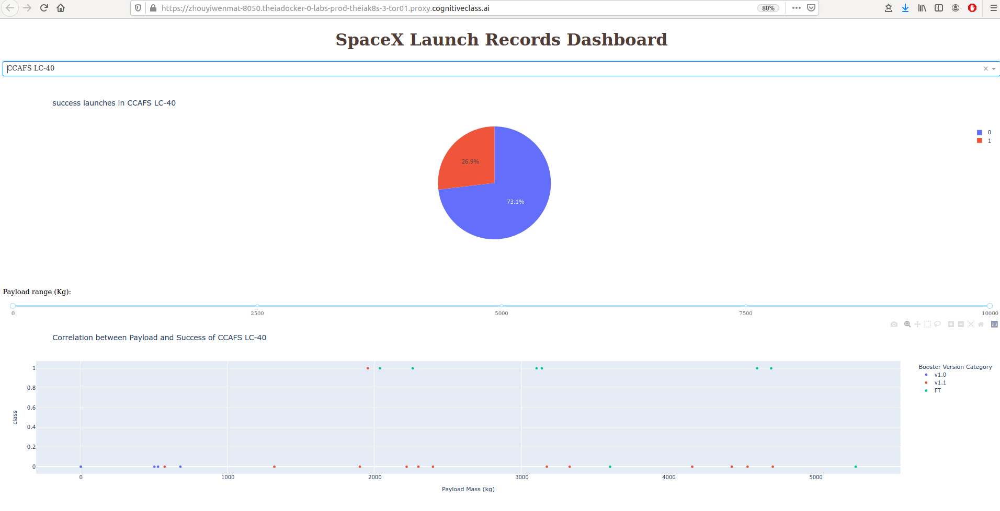 https://zhouyiwenmat-8050.theiadocker-0-labs-prod-theiak8s-3-tor01.proxy.cognitiveclass.ai
80%
SpaceX Launch Records Dashboard
CCAFS LC-40
success launches in CCAFS LC-40
0
1
26.9%
73.1%
Payload range (Kg):
0 2500 5000 7500 10000
Correlation between Payload and Success of CCAFS LC-40
Booster Version Category
v1.0
v1.1
FT
1
0.8
0.6
0.4
0.2
0
class
0 1000 2000 3000 4000 5000
Payload Mass (kg)